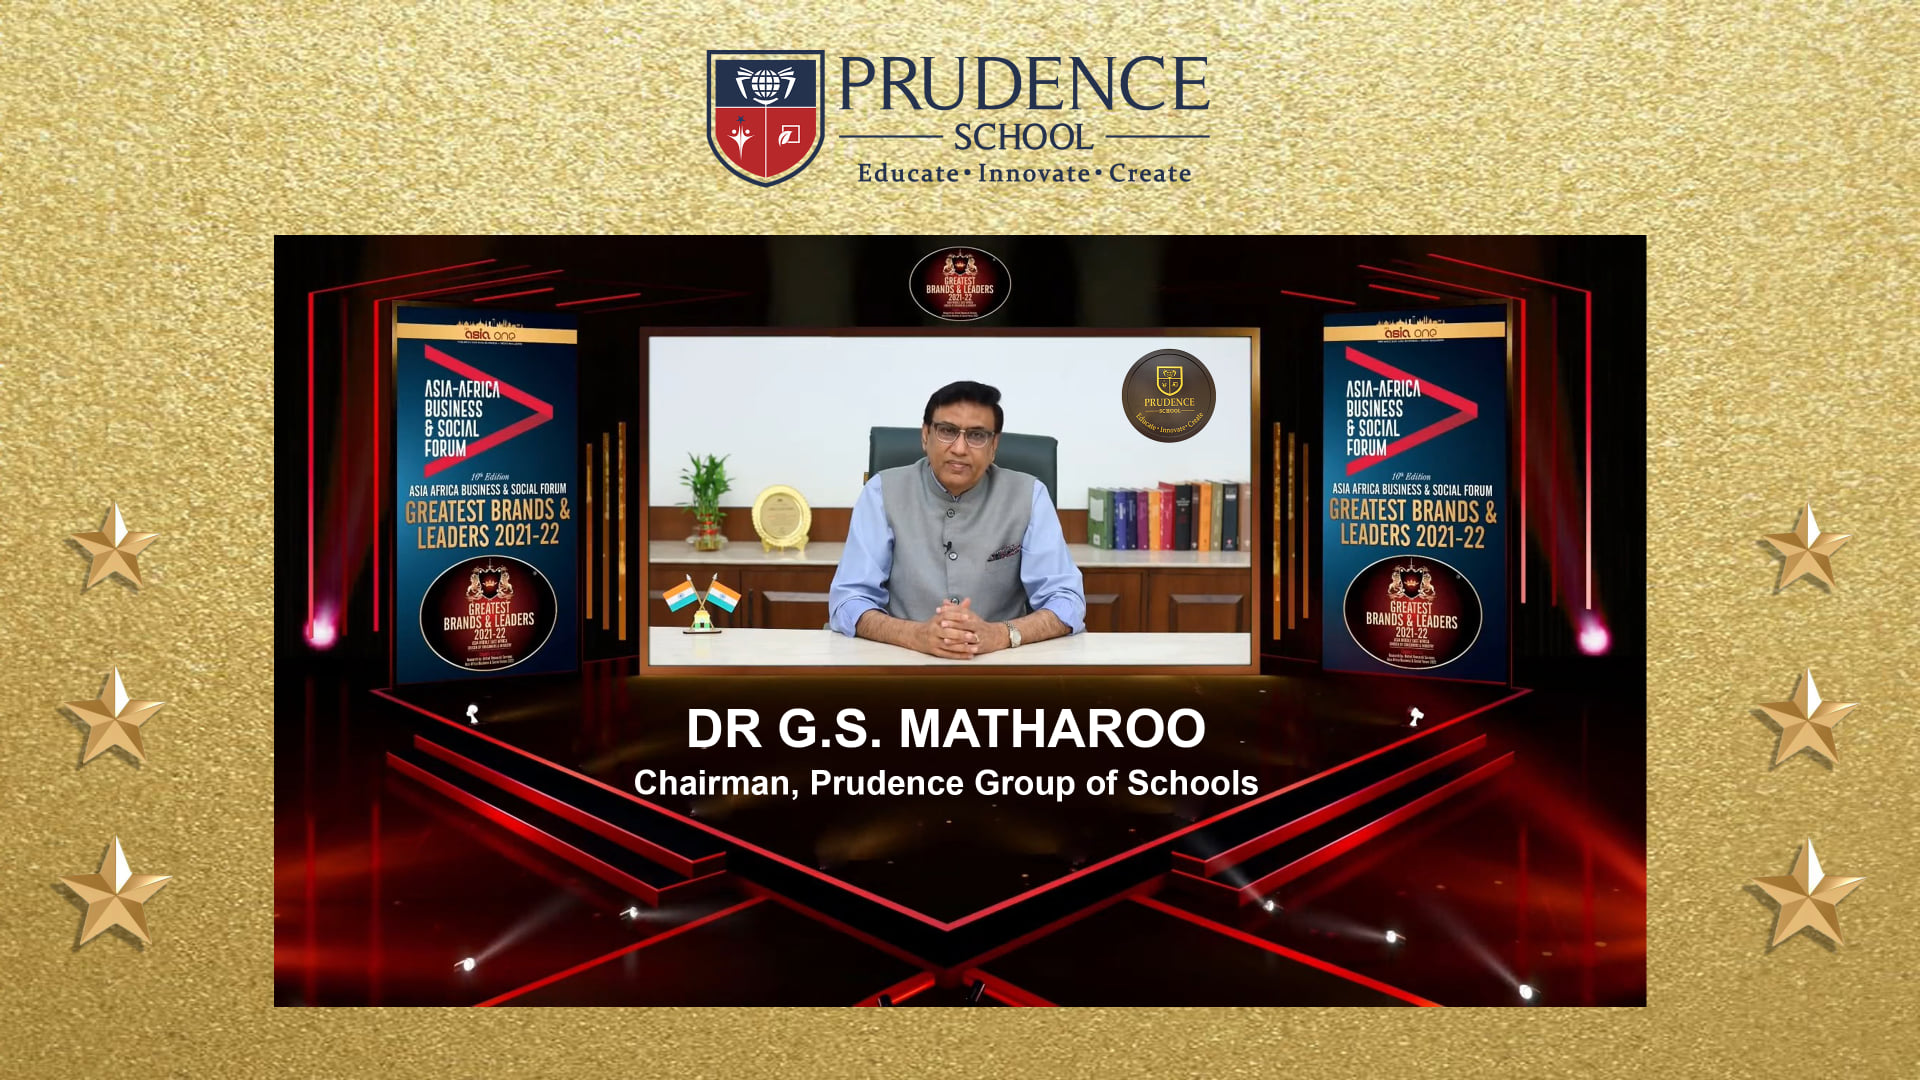 PRUDENCE
SCHOOL
Educate • Innovate • Create
GREATEST
BRANDS & LEADERS
2021-22
asia one
ASIA-AFRICA
BUSINESS
& SOCIAL
FORUM
16th Edition
ASIA AFRICA BUSINESS & SOCIAL FORUM
GREATEST BRANDS &
LEADERS 2021-22
GREATEST
BRANDS & LEADERS
2021-22
PRUDENCE
SCHOOL
Educate • Innovate • Create
asia one
ASIA-AFRICA
BUSINESS
& SOCIAL
FORUM
16th Edition
ASIA AFRICA BUSINESS & SOCIAL FORUM
GREATEST BRANDS &
LEADERS 2021-22
GREATEST
BRANDS & LEADERS
2021-22
DR G.S. MATHAROO
Chairman, Prudence Group of Schools